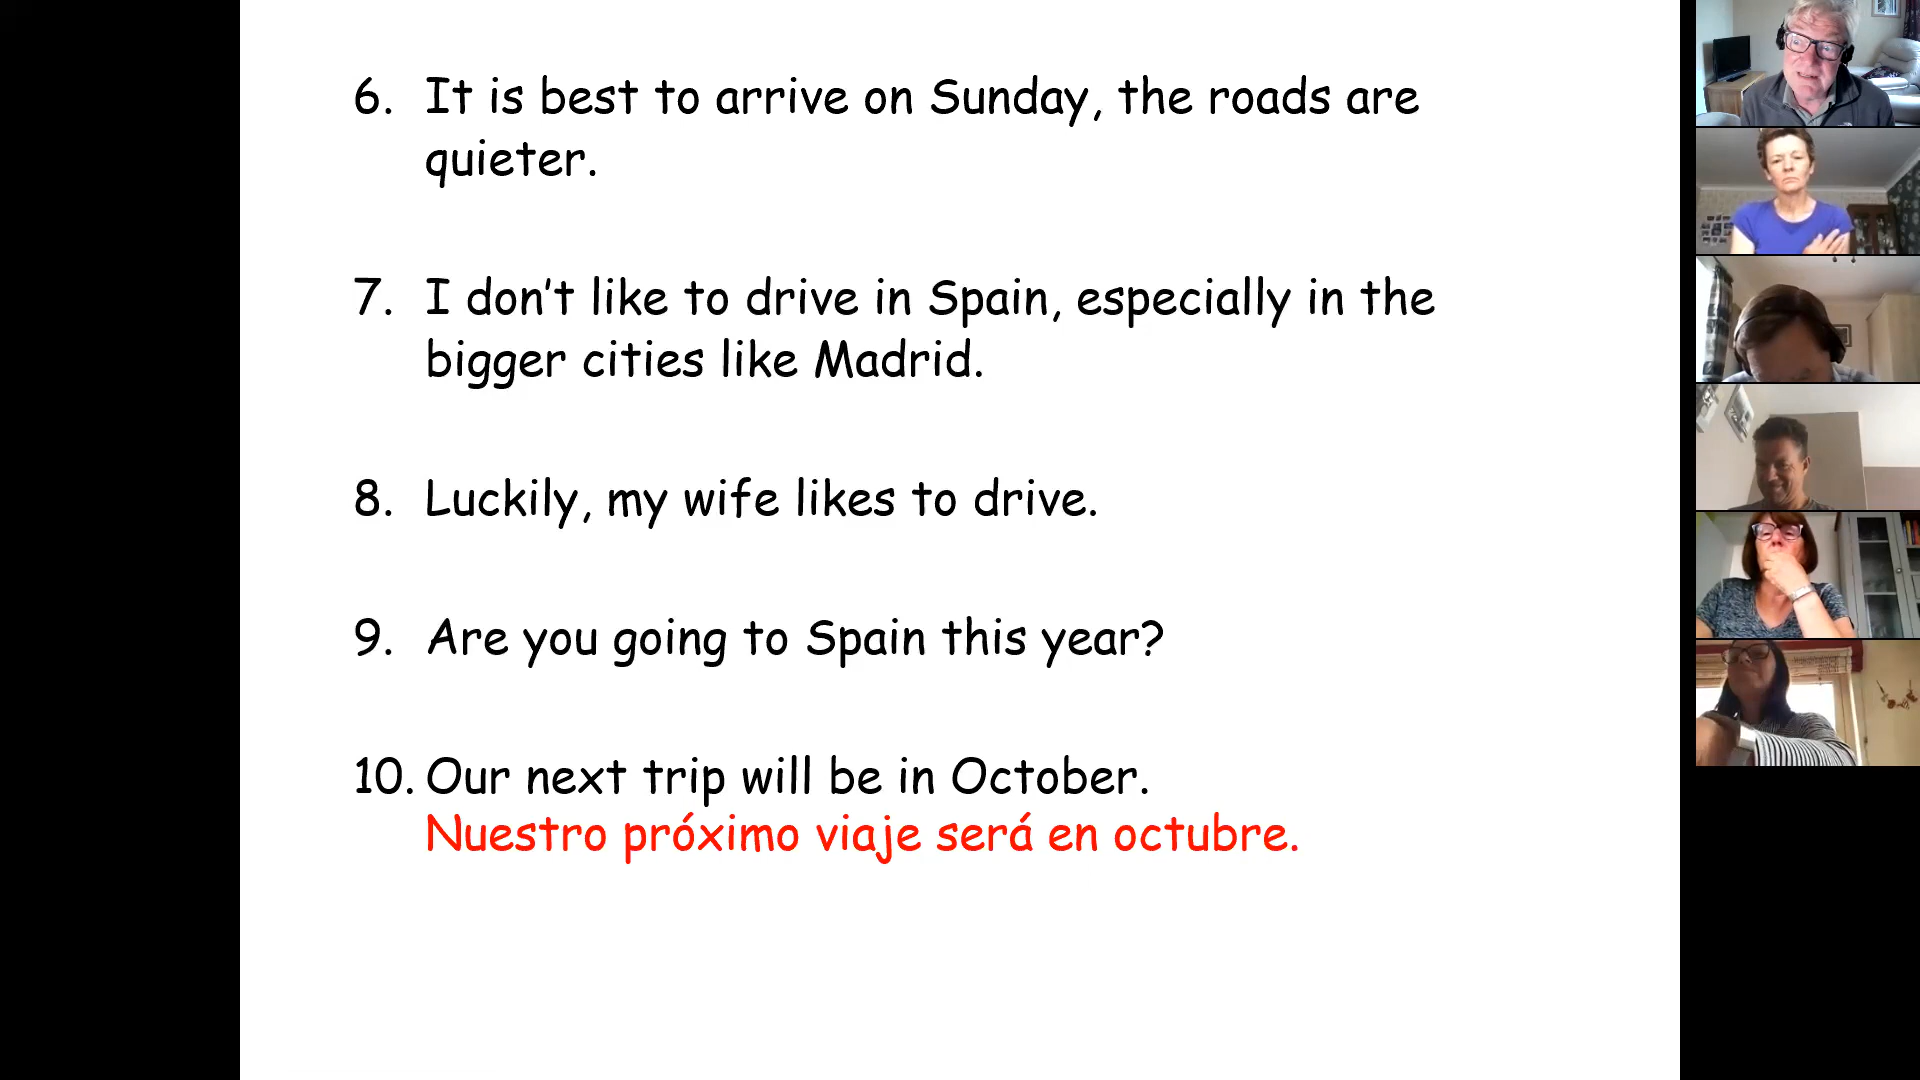 6. It is best to arrive on Sunday, the roads are
quieter.
7. I don't like to drive in Spain, especially in the
bigger cities like Madrid.
8. Luckily, my wife likes to drive.
9. Are you going to Spain this year?
10. Our next trip will be in October.
Nuestro próximo viaje será en octubre.